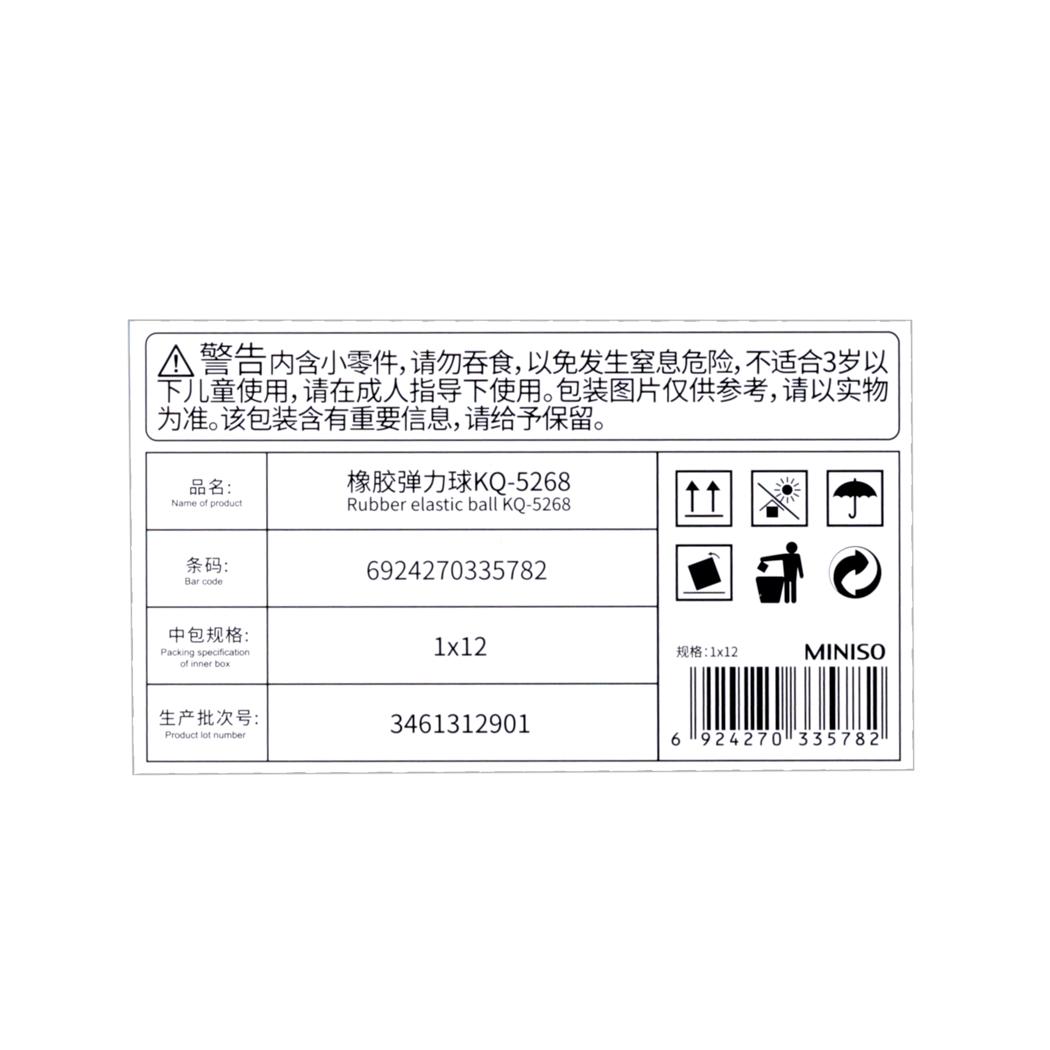 警告内含小零件,请勿吞食,以免发生窒息危险,不适合3岁以
下儿童使用,请在成人指导下使用。包装图片仅供参考,请以实物
为准。该包装含有重要信息,请给予保留。
品名:
Name of product
橡胶弹力球KQ-5268
Rubber elastic ball KQ-5268
条码:
Bar code
6924270335782
中包规格:
Packing specification
of inner box
1x12
生产批次号:
Product lot number
3461312901
规格:1x12
MINISO
6 924270 335782